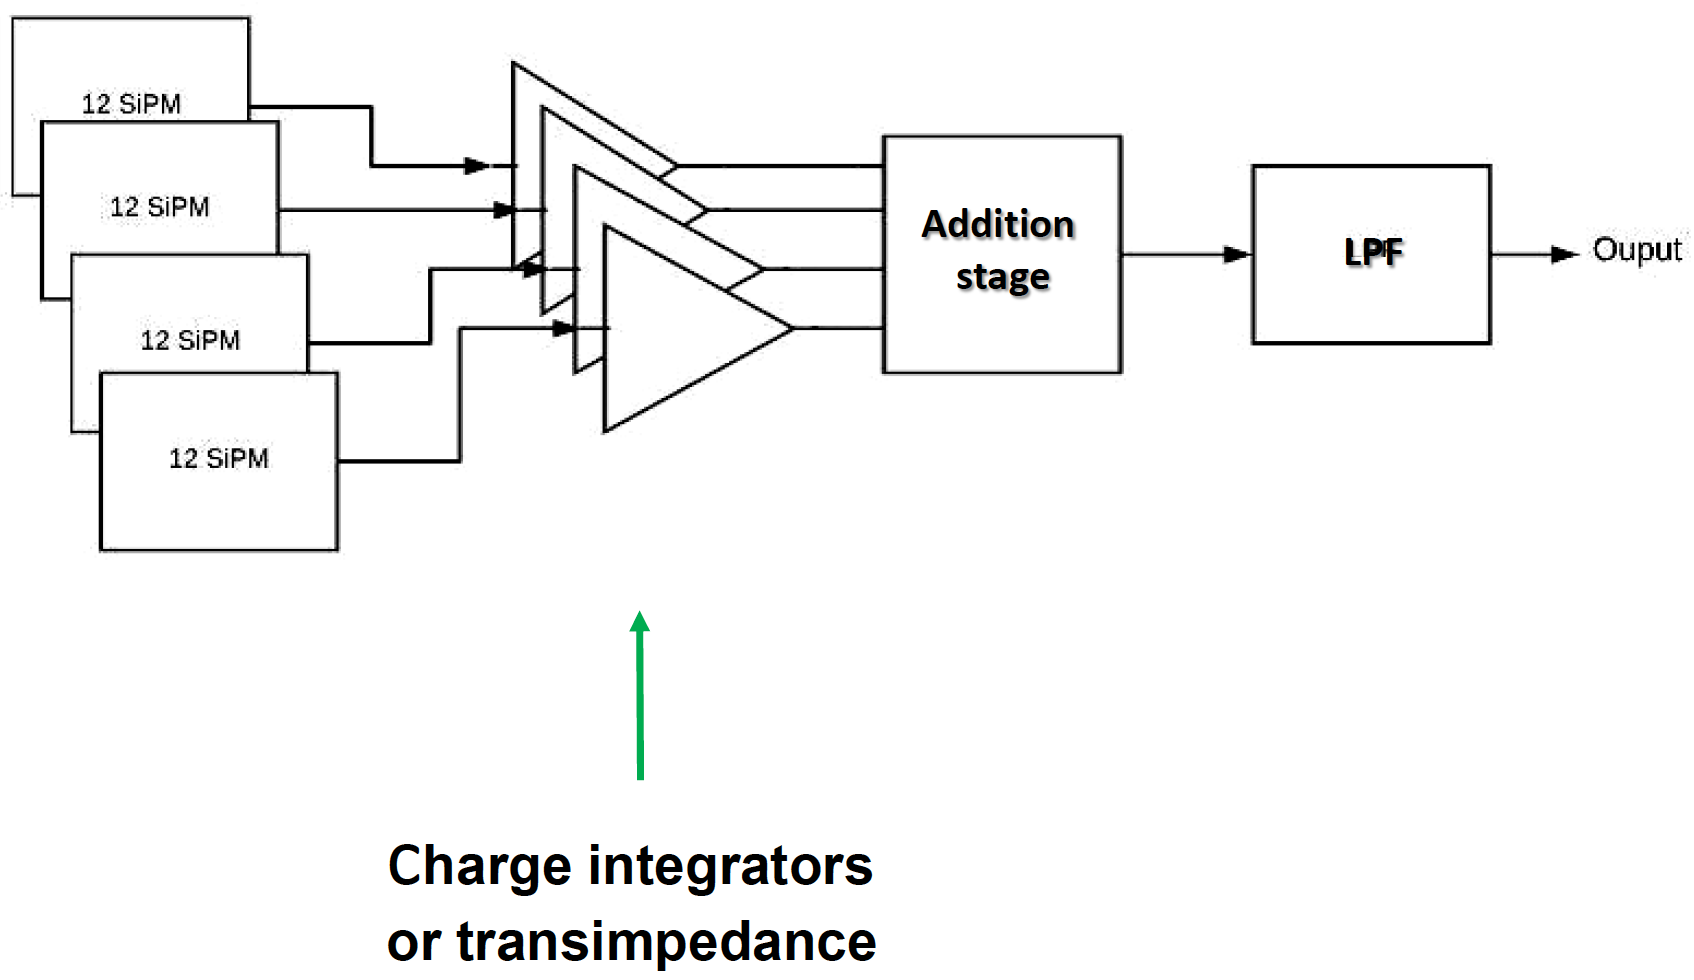 12 SiPM
12 SiPM
12 SiPM
12 SiPM
Addition
stage
LPF
Ouput
Charge integrators
or transimpedance